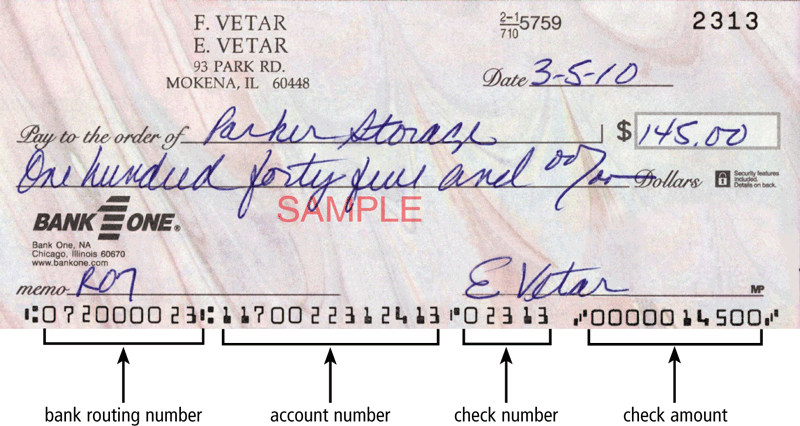 F. VETAR
E. VETAR
93 PARK RD.
MOKENA, IL 60448
2-1
710 5759
2313
Date 3-5-10
Pay to the order of Parker Storage $ 145.00
One hundred forty five and 00/00 Dollars
Security features included. Details on back.
SAMPLE
BANK ONE®
Bank One, NA
Chicago, Illinois 60670
www.bankone.com
memo R07 E Vetar MP
⑆072000023⑆ 1170022312413⑈ 02313 ⑈0000014500⑈
bank routing number account number check number check amount